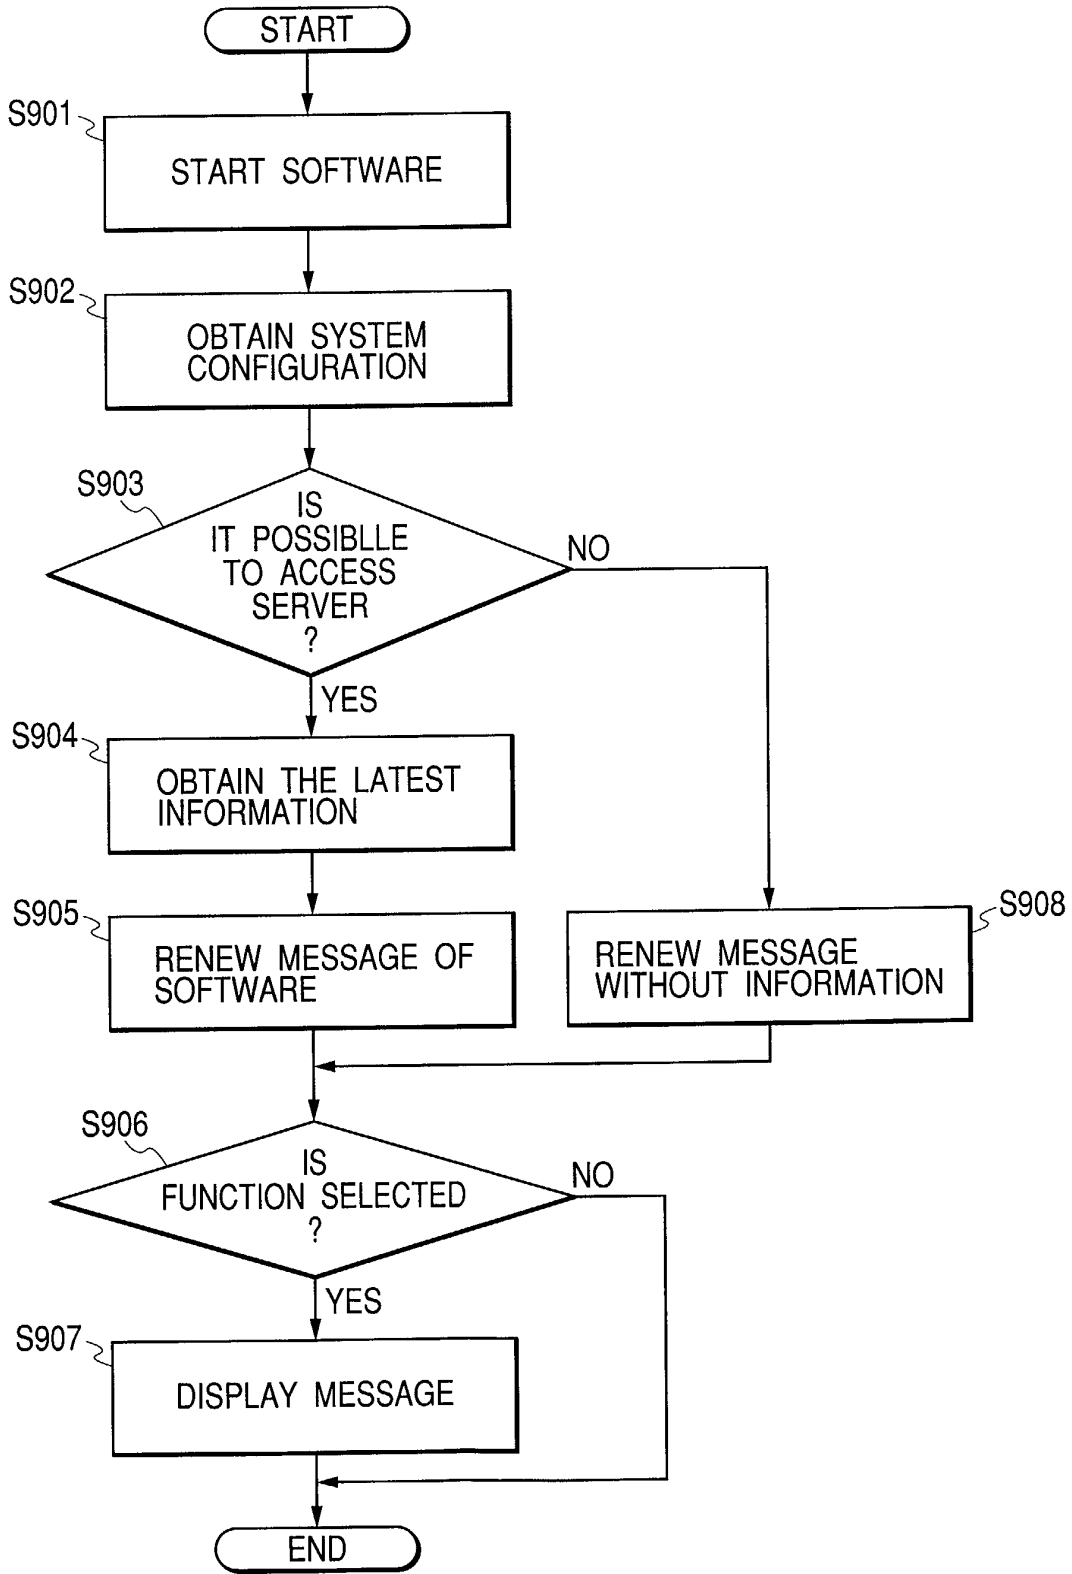 START
S901
START SOFTWARE
S902
OBTAIN SYSTEM
CONFIGURATION
S903
IS
IT POSSIBLLE
TO ACCESS
SERVER
?
NO
YES
S904
OBTAIN THE LATEST
INFORMATION
S905
RENEW MESSAGE OF
SOFTWARE
S908
RENEW MESSAGE
WITHOUT INFORMATION
S906
IS
FUNCTION SELECTED
?
NO
YES
S907
DISPLAY MESSAGE
END